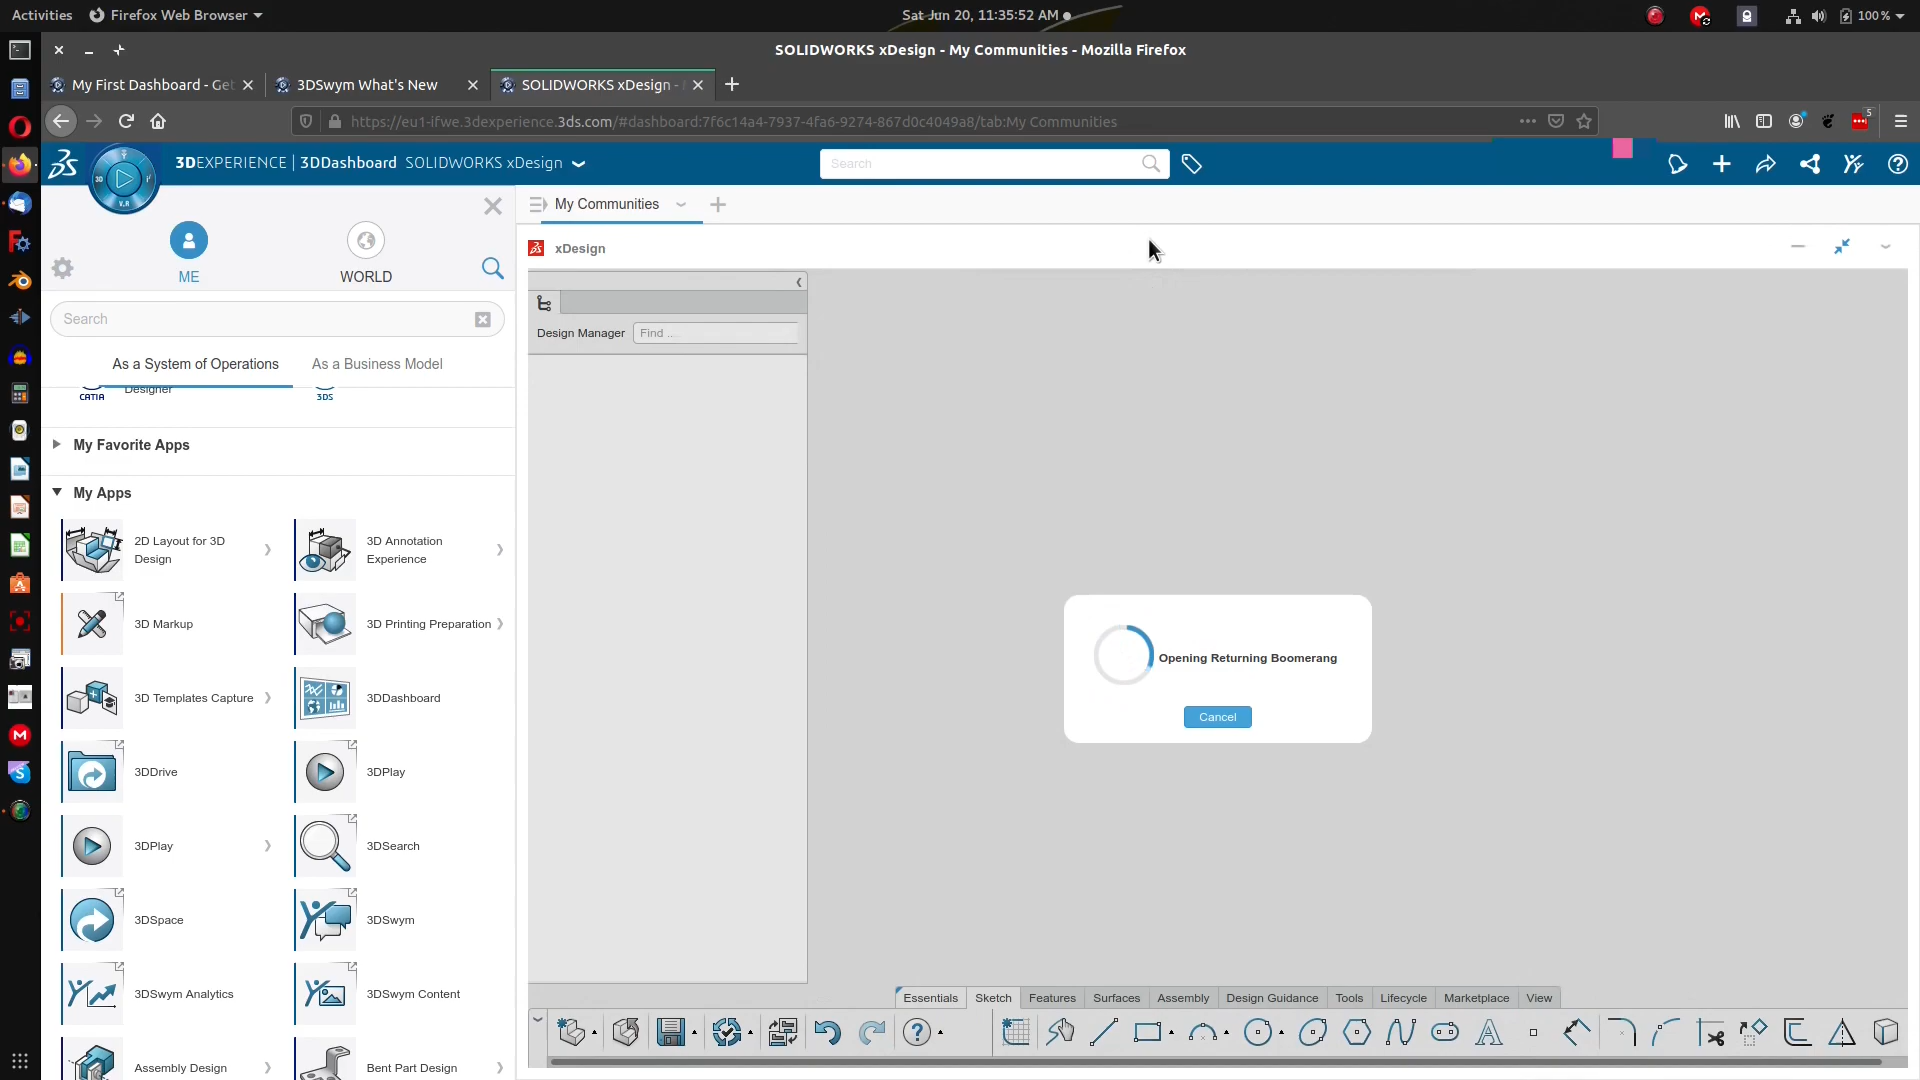 Activities
Firefox Web Browser
Sat Jun 20, 11:35:52 AM
100 %
SOLIDWORKS xDesign - My Communities - Mozilla Firefox
My First Dashboard - Get
3DSwym What's New
SOLIDWORKS xDesign -
https://eu1-ifwe.3dexperience.3ds.com/#dashboard:7f6c14a4-7937-4fa6-9274-867d0c4049a8/tab:My Communities
5
3DEXPERIENCE | 3DDashboard SOLIDWORKS xDesign
Search
3D
V.R
ME
WORLD
Search
As a System of Operations
As a Business Model
CATIA
Designer
3DS
My Favorite Apps
My Apps
2D Layout for 3D
Design
3D Annotation
Experience
3D Markup
3D Printing Preparation
3D Templates Capture
3DDashboard
3DDrive
3DPlay
3DPlay
3DSearch
3DSpace
3DSwym
3DSwym Analytics
3DSwym Content
Assembly Design
Bent Part Design
My Communities
xDesign
Design Manager
Find ...
Opening Returning Boomerang
Cancel
Essentials
Sketch
Features
Surfaces
Assembly
Design Guidance
Tools
Lifecycle
Marketplace
View